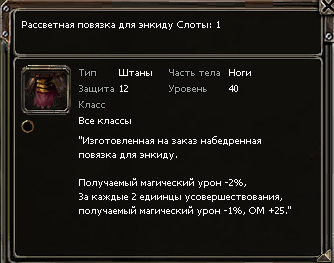 Рассветная повязка для энкиду Слоты: 1
Тип Штаны Часть тела Ноги
Защита 12 Уровень 40
Класс
Все классы
"Изготовленная на заказ набедренная
повязка для энкиду.
Получаемый магический урон -2%,
За каждые 2 едиинцы усовершествования,
получаемый магический урон -1%, ОМ +25."